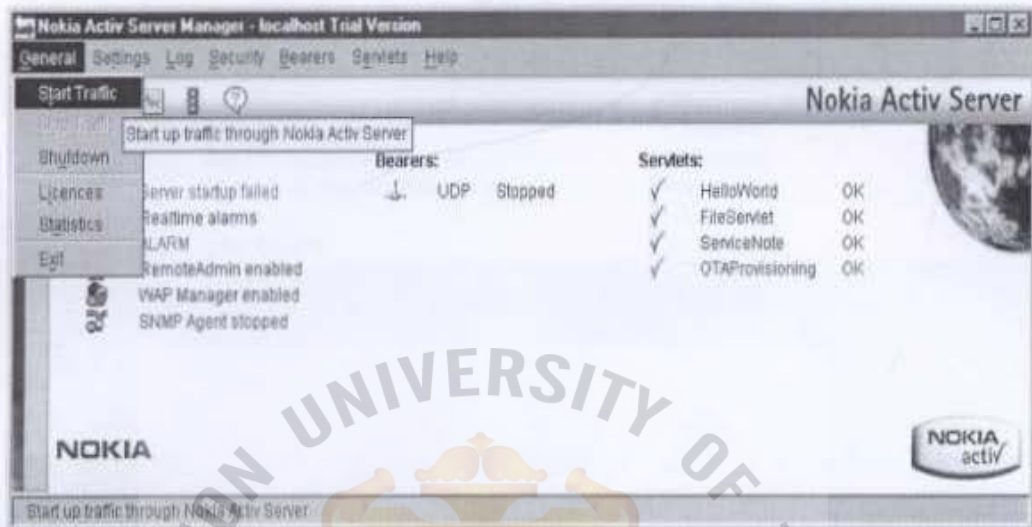 Nokia Activ Server Manager - localhost Trial Version
General Settings Log Security Bearers Servlets Help
Start Traffic
Nokia Activ Server
Start up traffic through Nokia Activ Server
Shutdown
Bearers:
Servlets:
Licences
Server startup failed
UDP Stopped
HelloWorld OK
Statistics
Realtime alarms
FileServlet OK
ALARM
ServiceNote OK
Exit
RemoteAdmin enabled
OTAProvisioning OK
WAP Manager enabled
SNMP Agent stopped
UNIVERSITY OF
NOKIA
NOKIA
activ
Start up traffic through Nokia Activ Server